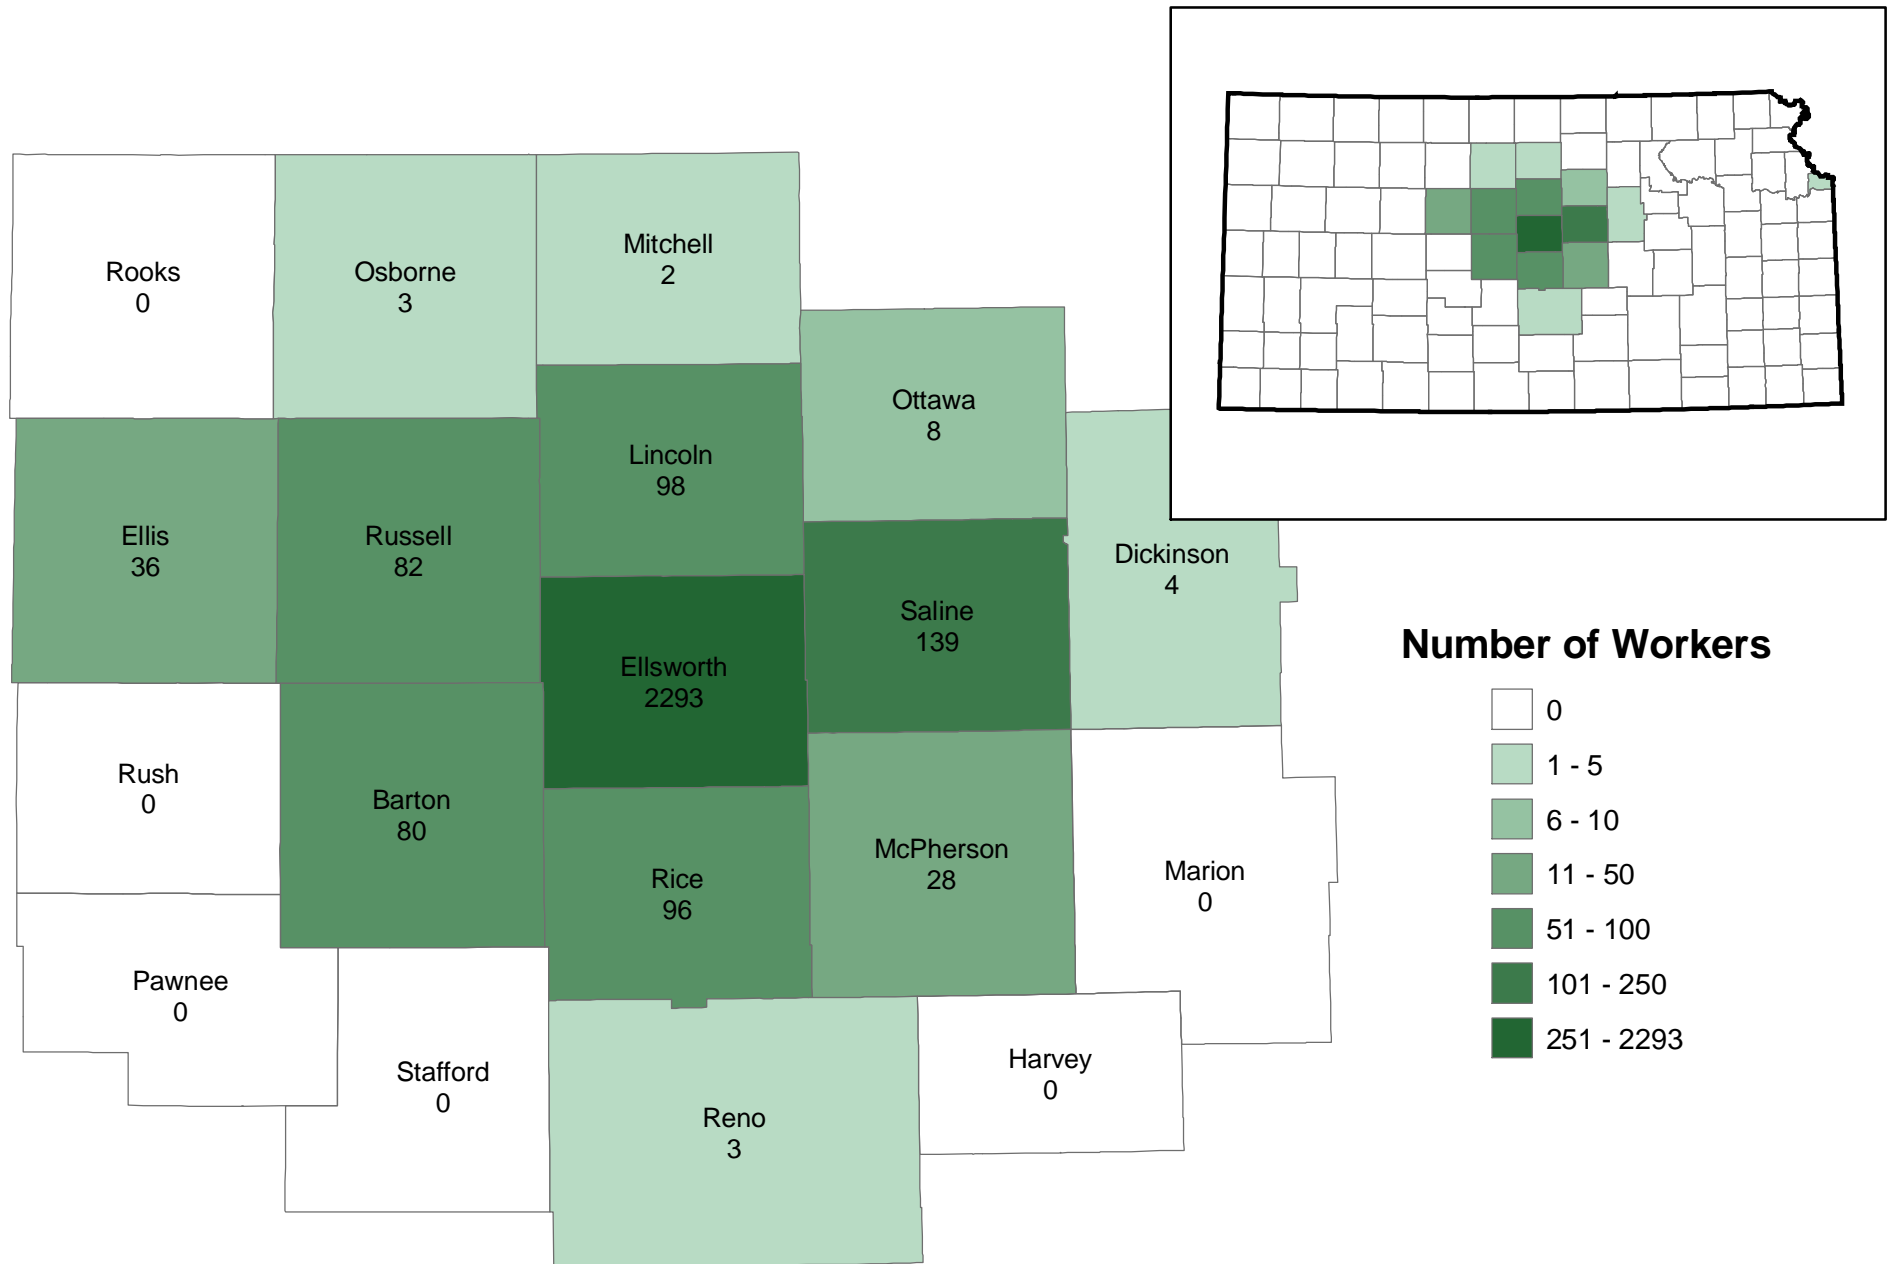 Rooks
0
Osborne
3
Mitchell
2
Ottawa
8
Lincoln
98
Ellis
36
Russell
82
Dickinson
4
Saline
139
Ellsworth
2293
Rush
0
Barton
80
Rice
96
McPherson
28
Marion
0
Pawnee
0
Stafford
0
Reno
3
Harvey
0
Number of Workers
0
1 - 5
6 - 10
11 - 50
51 - 100
101 - 250
251 - 2293